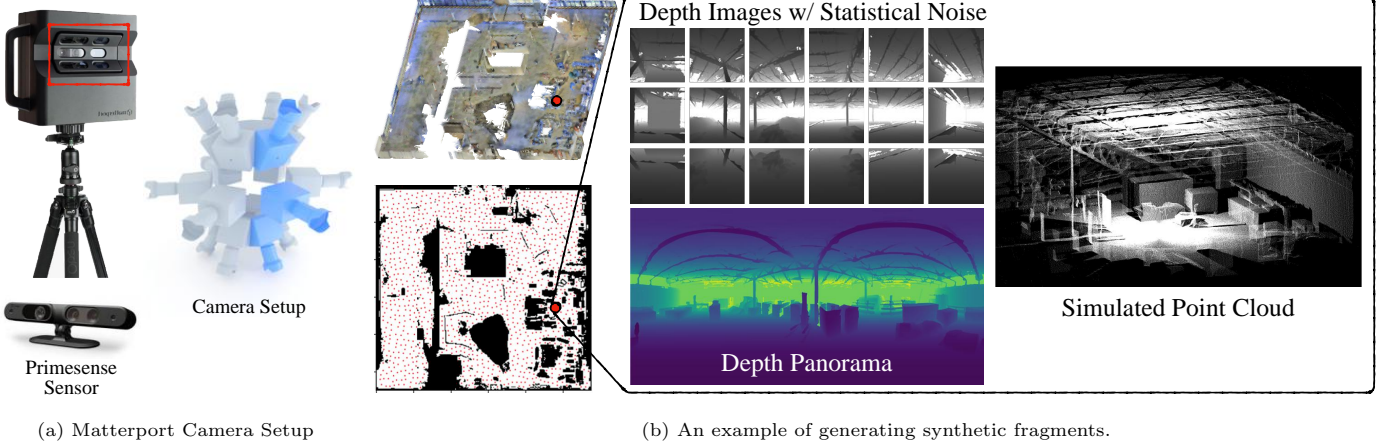 Depth Images w/ Statistical Noise
Camera Setup
Primesense
Sensor
Depth Panorama
Simulated Point Cloud
(a) Matterport Camera Setup
(b) An example of generating synthetic fragments.